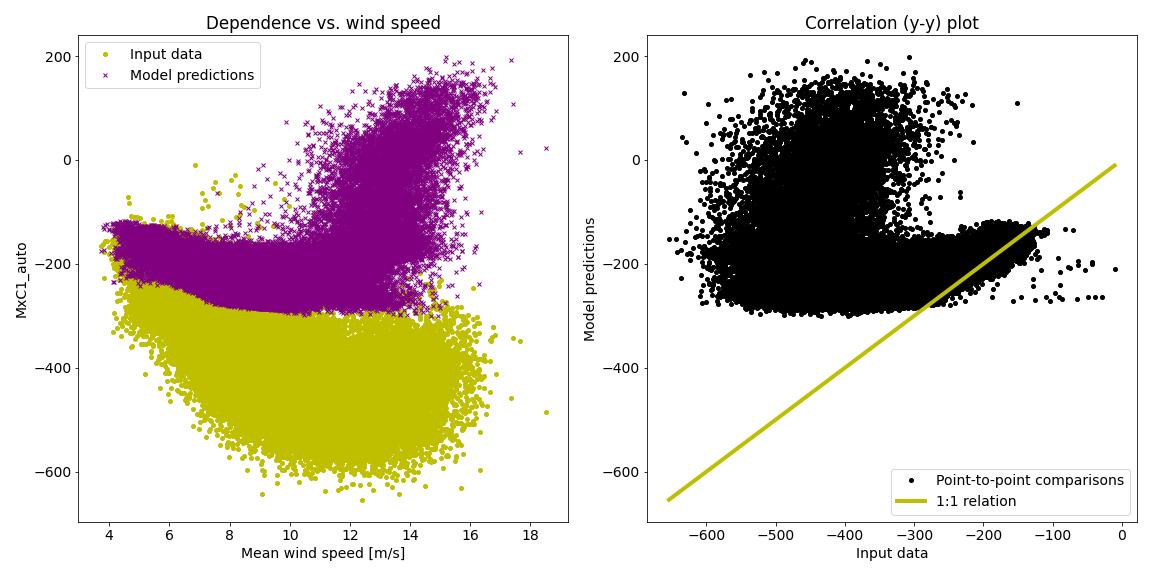 Dependence vs. wind speed
Input data
Model predictions
200
0
−200
−400
−600
MxC1_auto
4 6 8 10 12 14 16 18
Mean wind speed [m/s]
Correlation (y-y) plot
200
0
−200
−400
−600
Model predictions
Point-to-point comparisons
1:1 relation
−600 −500 −400 −300 −200 −100 0
Input data